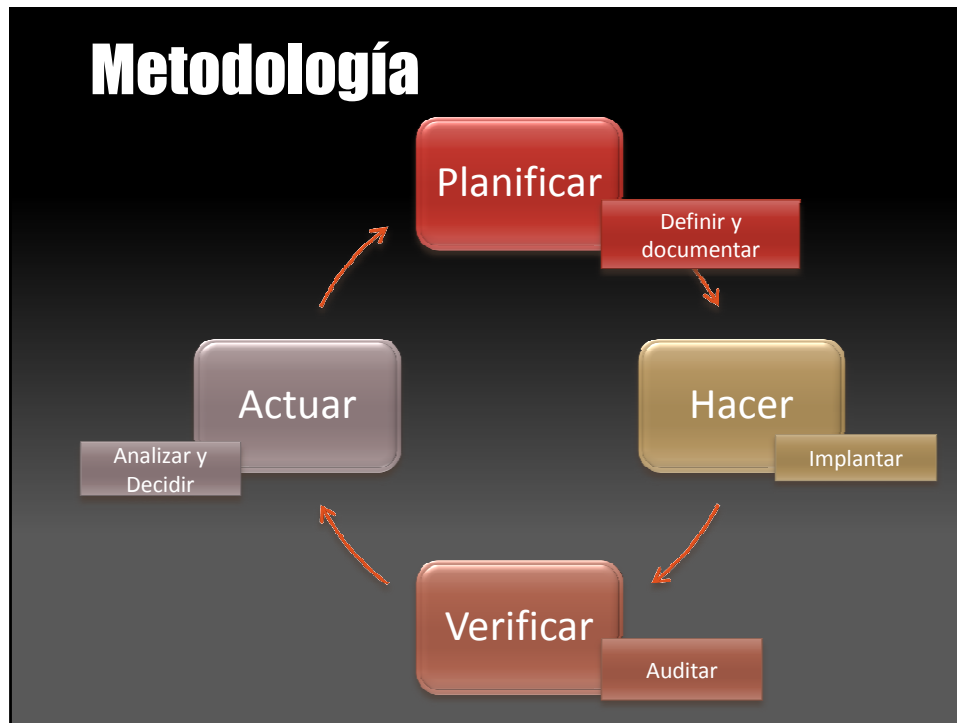 Metodología
Planificar
Definir y
documentar
Hacer
Implantar
Verificar
Auditar
Actuar
Analizar y
Decidir